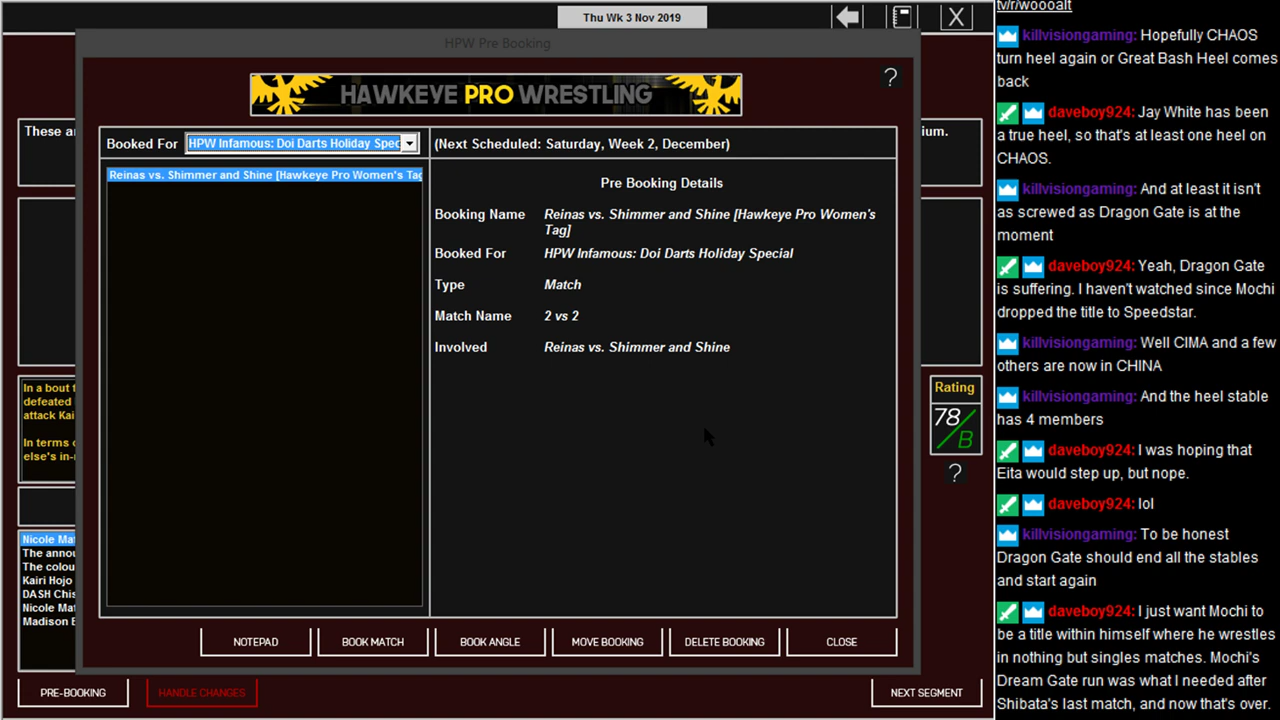 Thu Wk 3 Nov 2019
HPW Pre Booking
HAWKEYE PRO WRESTLING
?
These ar
ium.
Booked For HPW Infamous: Doi Darts Holiday Spec
(Next Scheduled: Saturday, Week 2, December)
Reinas vs. Shimmer and Shine [Hawkeye Pro Women's Tag
Pre Booking Details
Booking Name Reinas vs. Shimmer and Shine [Hawkeye Pro Women's
Tag]
Booked For HPW Infamous: Doi Darts Holiday Special
Type Match
Match Name 2 vs 2
Involved Reinas vs. Shimmer and Shine
In a bout t
defeated
attack Kai
In terms o
else's in-r
Rating
78/B
?
Nicole Ma
The annou
The colou
Kairi Hojo
DASH Chis
Nicole Mat
Madison E
NOTEPAD
BOOK MATCH
BOOK ANGLE
MOVE BOOKING
DELETE BOOKING
CLOSE
PRE-BOOKING
HANDLE CHANGES
NEXT SEGMENT
tv/r/woooalt
killvisiongaming: Hopefully CHAOS
turn heel again or Great Bash Heel comes
back
daveboy924: Jay White has been
a true heel, so that's at least one heel on
CHAOS.
killvisiongaming: And at least it isn't
as screwed as Dragon Gate is at the
moment
daveboy924: Yeah, Dragon Gate
is suffering. I haven't watched since Mochi
dropped the title to Speedstar.
killvisiongaming: Well CIMA and a few
others are now in CHINA
killvisiongaming: And the heel stable
has 4 members
daveboy924: I was hoping that
Eita would step up, but nope.
daveboy924: lol
killvisiongaming: To be honest
Dragon Gate should end all the stables
and start again
daveboy924: I just want Mochi to
be a title within himself where he wrestles
in nothing but singles matches. Mochi's
Dream Gate run was what I needed after
Shibata's last match, and now that's over.